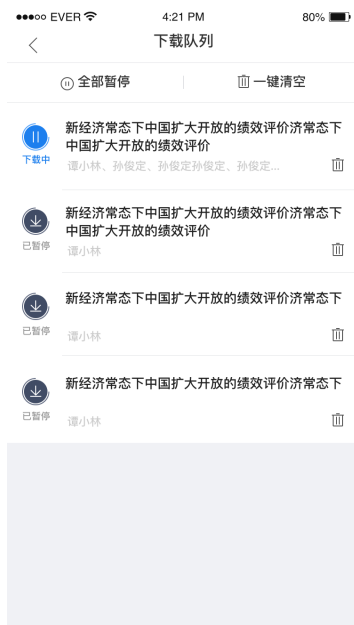 EVER
4:21 PM
80%
下载队列
全部暂停
一键清空
新经济常态下中国扩大开放的绩效评价济常态下
中国扩大开放的绩效评价
下载中
谭小林、孙俊定、孙俊定孙俊定、孙俊定...
新经济常态下中国扩大开放的绩效评价济常态下
中国扩大开放的绩效评价
已暂停
谭小林
新经济常态下中国扩大开放的绩效评价济常态下
已暂停
谭小林
新经济常态下中国扩大开放的绩效评价济常态下
已暂停
谭小林